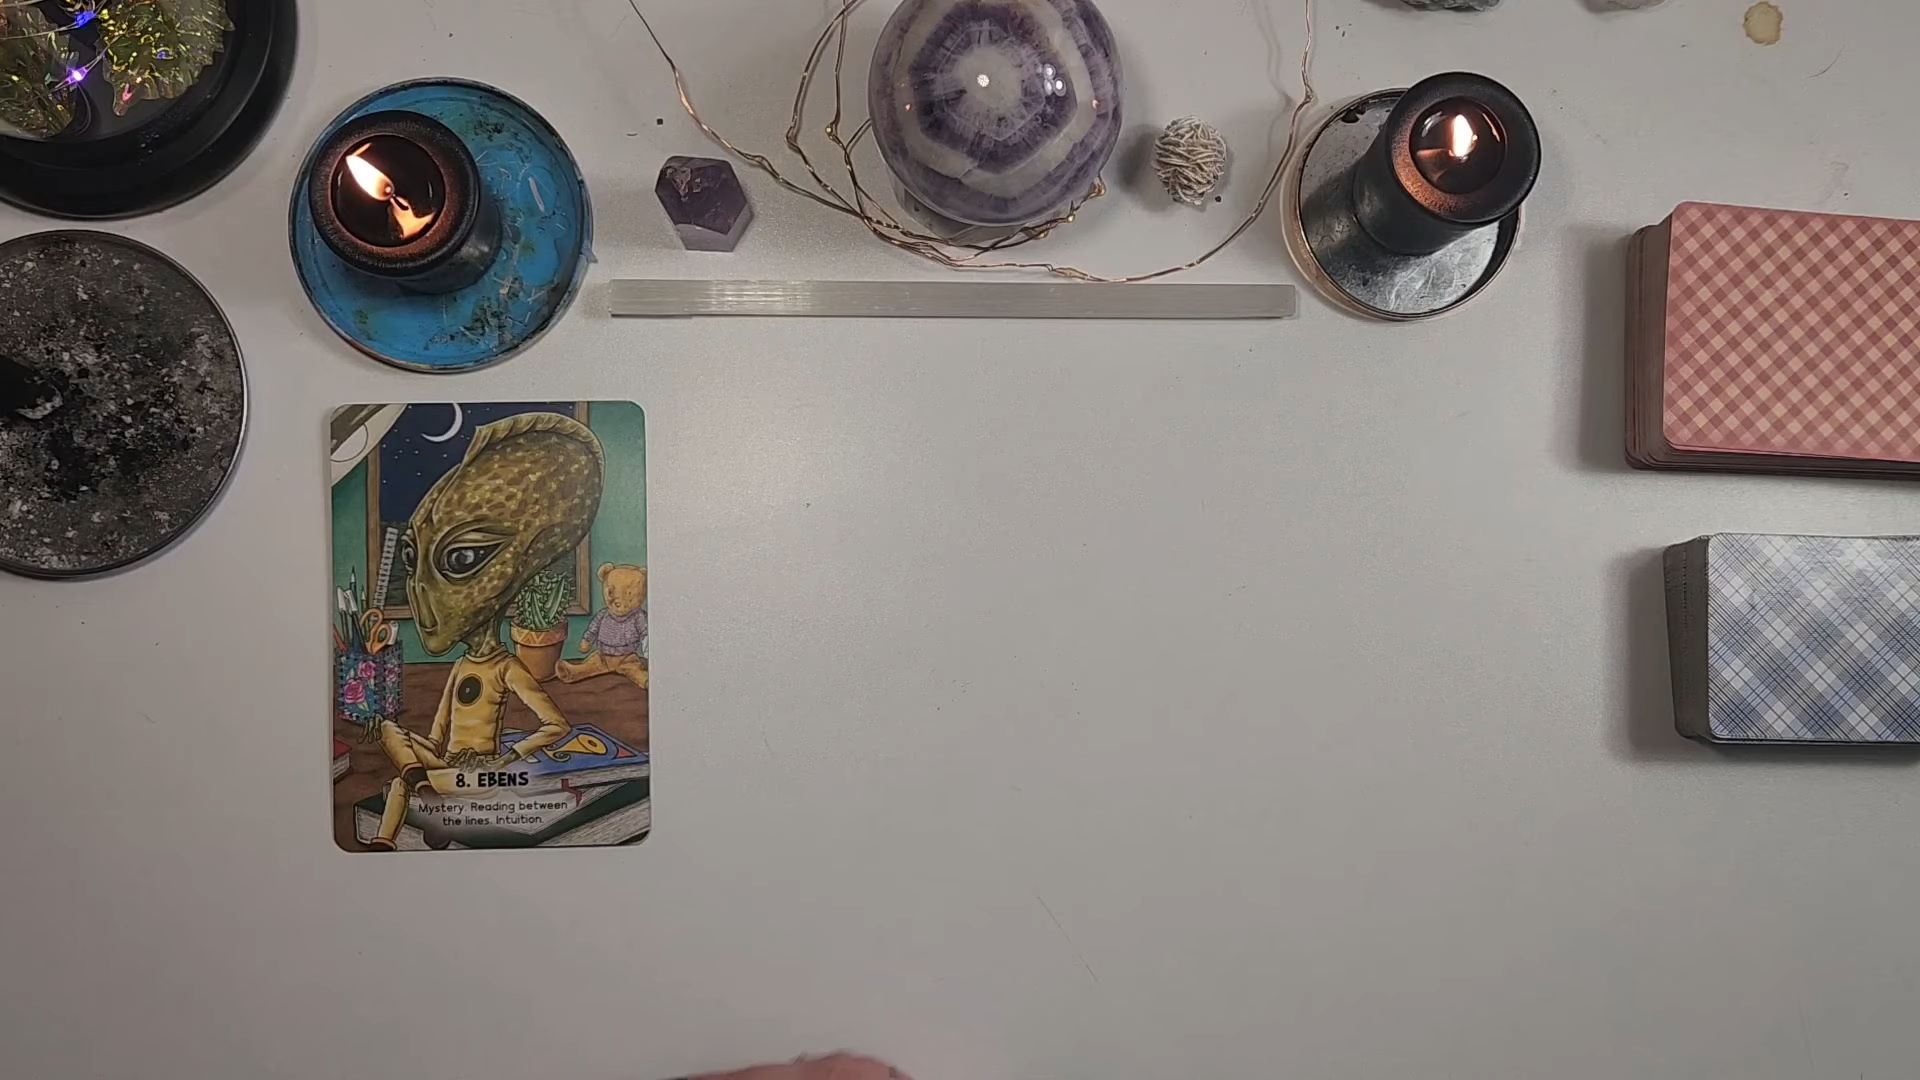 8. EBENS
Mystery. Reading between
the lines. Intuition.